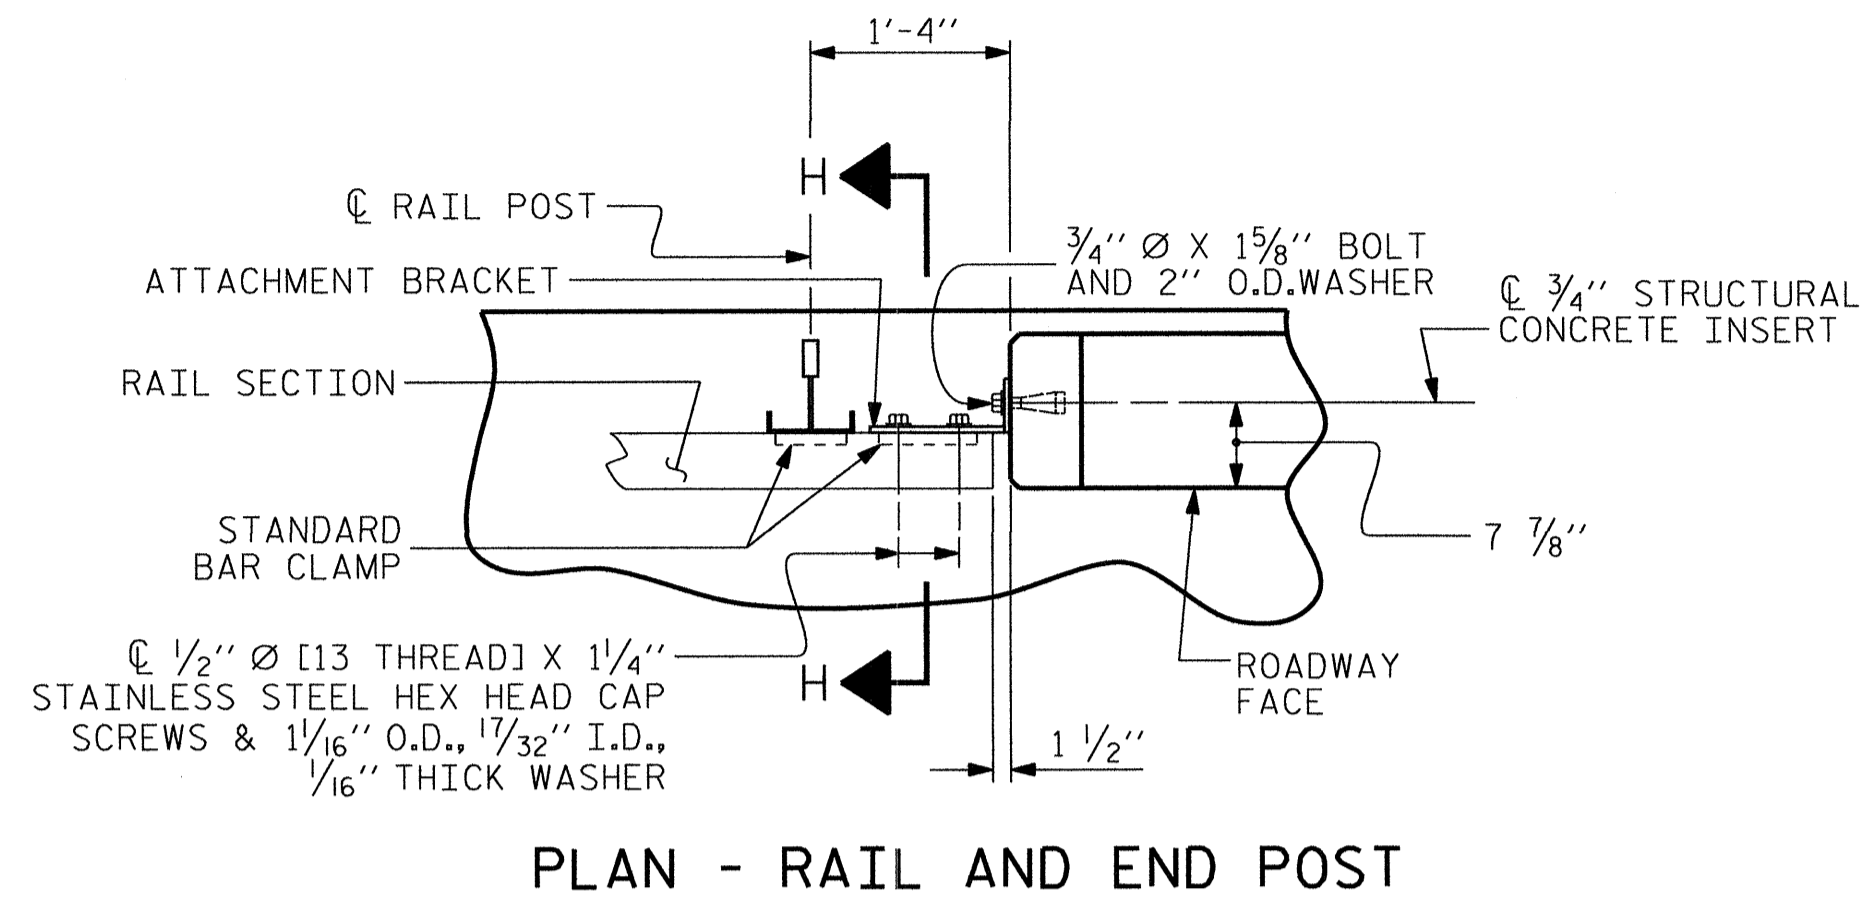 1'-4"
H
℄ RAIL POST
ATTACHMENT BRACKET
3/4" Ø X 1 5/8" BOLT
AND 2" O.D. WASHER
℄ 3/4" STRUCTURAL
CONCRETE INSERT
RAIL SECTION
STANDARD
BAR CLAMP
7 7/8"
℄ 1/2" Ø [13 THREAD] X 1 1/4"
STAINLESS STEEL HEX HEAD CAP
SCREWS & 1 1/16" O.D., 17/32" I.D.,
1/16" THICK WASHER
H
ROADWAY
FACE
1 1/2"
PLAN - RAIL AND END POST